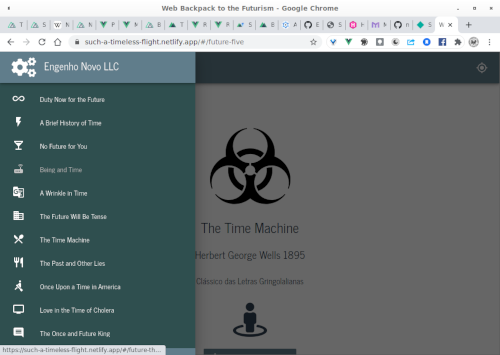 Web Backpack to the Futurism - Google Chrome
such-a-timeless-flight.netlify.app/#/future-five
Engenho Novo LLC
Duty Now for the Future
A Brief History of Time
No Future for You
Being and Time
A Wrinkle in Time
The Future Will Be Tense
The Time Machine
The Past and Other Lies
Once Upon a Time in America
Love in the Time of Cholera
The Once and Future King
The Time Machine
Herbert George Wells 1895
Clássico das Letras Gringolalianas
https://such-a-timeless-flight.netlify.app/#/future-th...